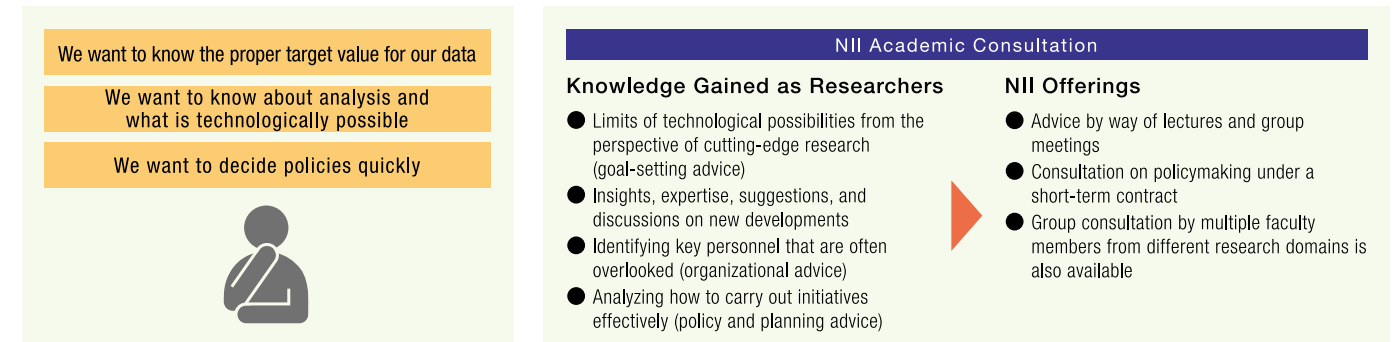 We want to know the proper target value for our data
We want to know about analysis and
what is technologically possible
We want to decide policies quickly
NII Academic Consultation
Knowledge Gained as Researchers
● Limits of technological possibilities from the
perspective of cutting-edge research
(goal-setting advice)
● Insights, expertise, suggestions, and
discussions on new developments
● Identifying key personnel that are often
overlooked (organizational advice)
● Analyzing how to carry out initiatives
effectively (policy and planning advice)
NII Offerings
● Advice by way of lectures and group
meetings
● Consultation on policymaking under a
short-term contract
● Group consultation by multiple faculty
members from different research domains is
also available